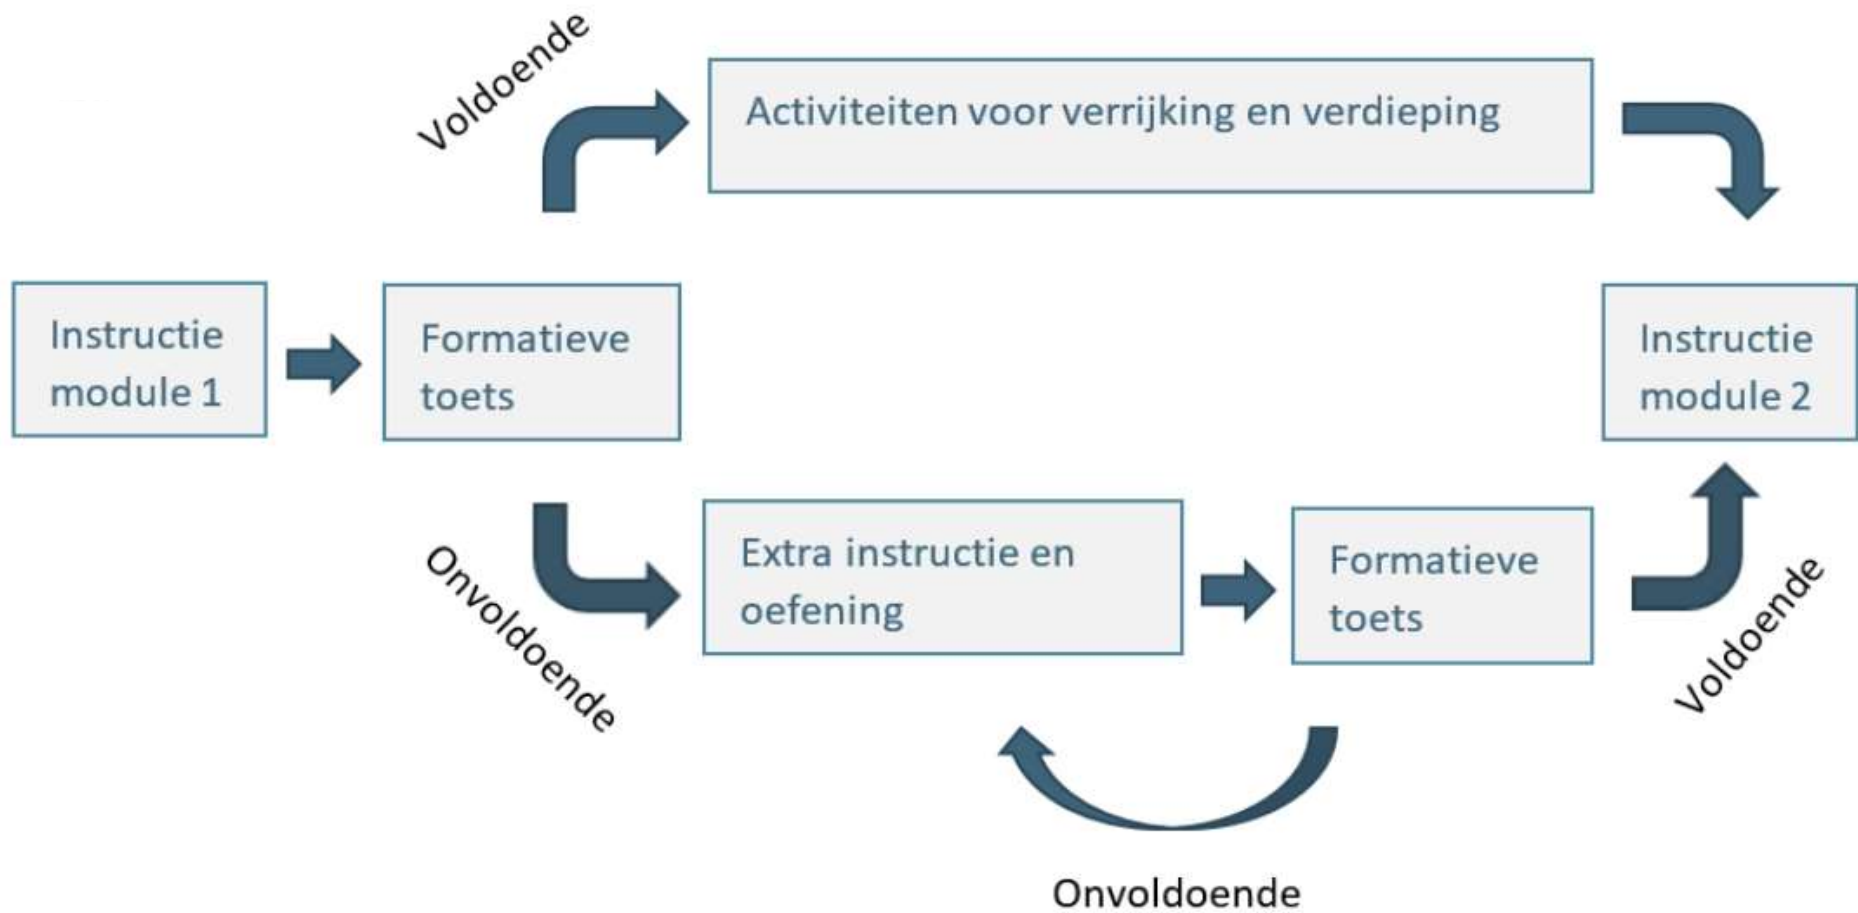 Voldoende
Activiteiten voor verrijking en verdieping
Instructie
module 1
Formatieve
toets
Instructie
module 2
Onvoldoende
Extra instructie en
oefening
Formatieve
toets
Voldoende
Onvoldoende